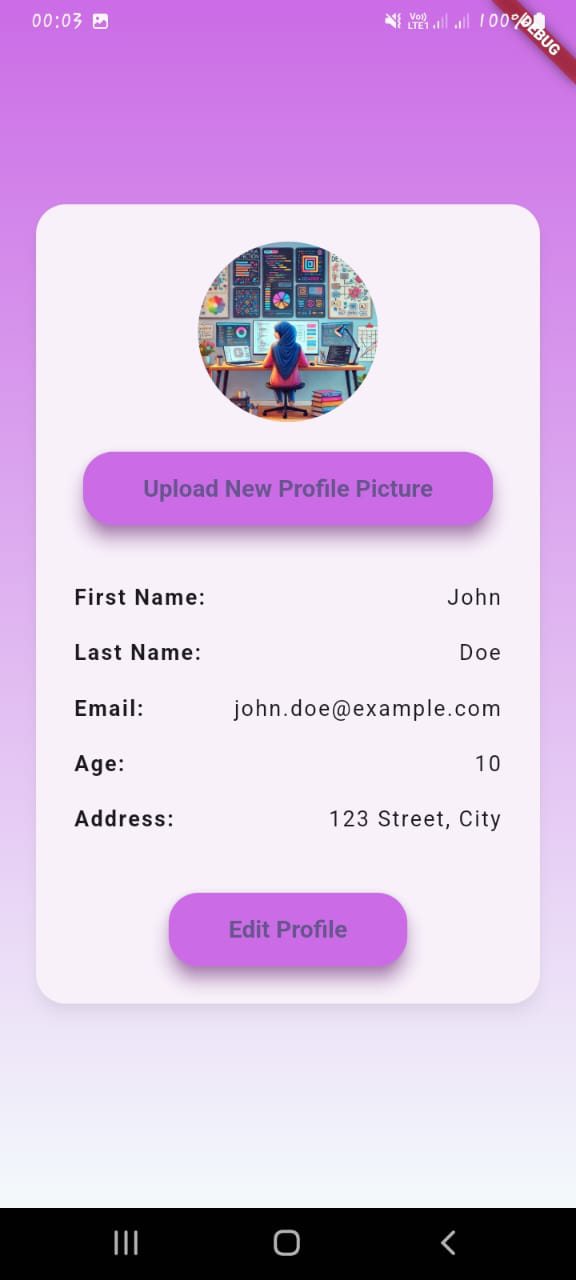 00:03 Vo) LTE1 100% DEBUG
Upload New Profile Picture
First Name: John
Last Name: Doe
Email: john.doe@example.com
Age: 10
Address: 123 Street, City
Edit Profile